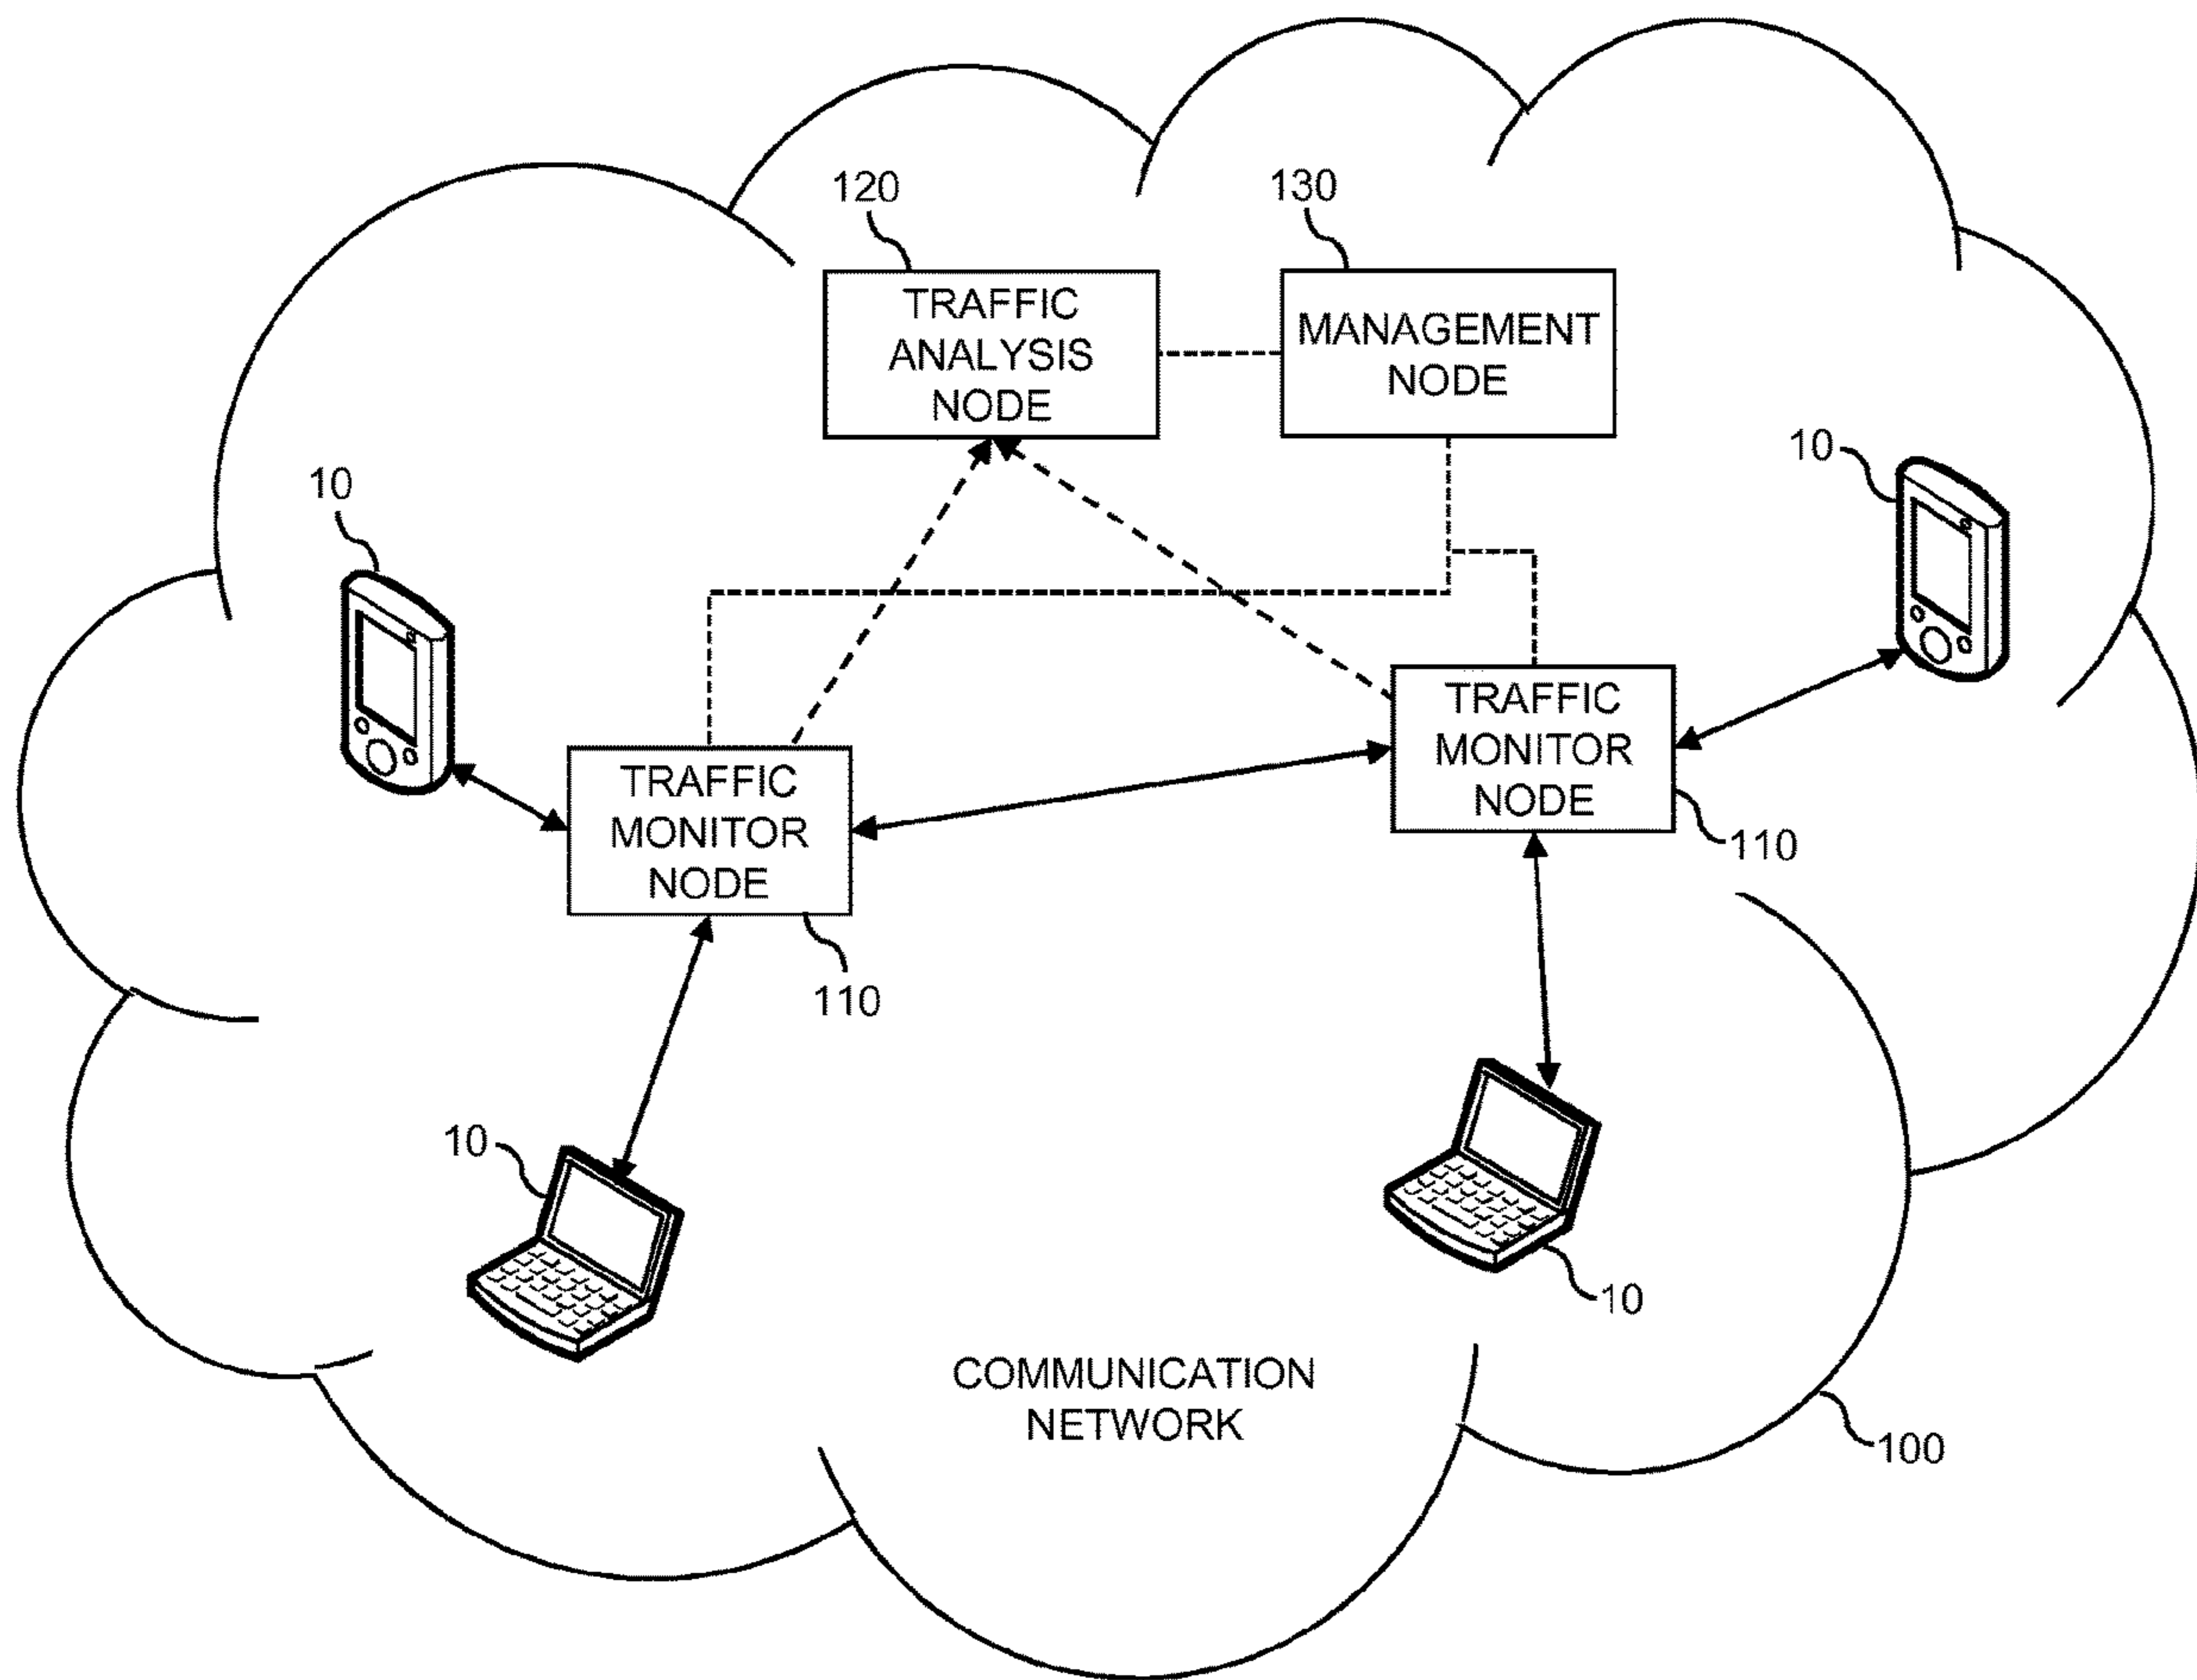 120
130
TRAFFIC
ANALYSIS
NODE
MANAGEMENT
NODE
10
10
TRAFFIC
MONITOR
NODE
110
TRAFFIC
MONITOR
NODE
110
10
10
COMMUNICATION
NETWORK
100